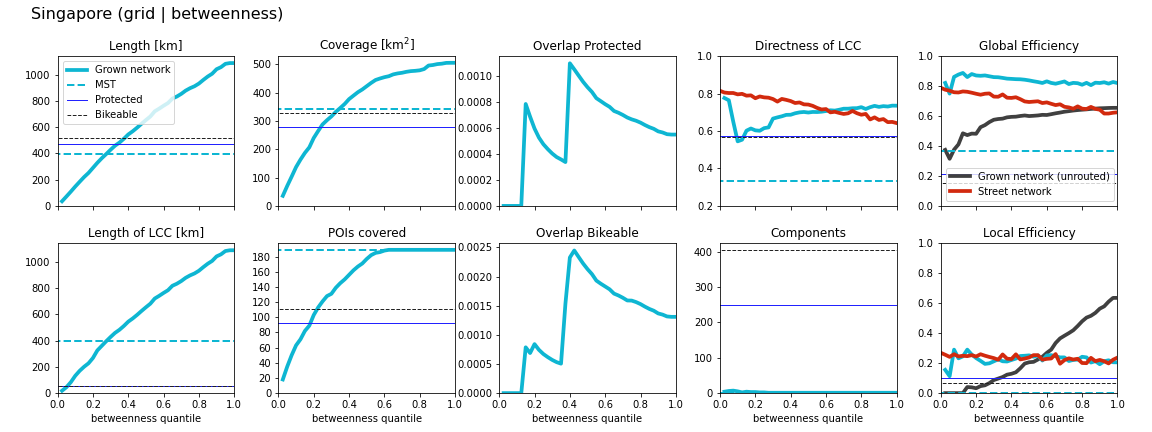 Singapore (grid | betweenness)
Length [km]
Coverage [km²]
Overlap Protected
Directness of LCC
Global Efficiency
1000
800
600
400
200
0
Grown network
MST
Protected
Bikeable
500
400
300
200
100
0
0.0010
0.0008
0.0006
0.0004
0.0002
0.0000
1.0
0.8
0.6
0.4
0.2
1.0
0.8
0.6
0.4
0.2
0.0
Grown network (unrouted)
Street network
Length of LCC [km]
POIs covered
Overlap Bikeable
Components
Local Efficiency
1000
800
600
400
200
0
180
160
140
120
100
80
60
40
20
0
0.0025
0.0020
0.0015
0.0010
0.0005
0.0000
400
300
200
100
0
1.0
0.8
0.6
0.4
0.2
0.0
0.0 0.2 0.4 0.6 0.8 1.0
0.0 0.2 0.4 0.6 0.8 1.0
0.0 0.2 0.4 0.6 0.8 1.0
0.0 0.2 0.4 0.6 0.8 1.0
0.0 0.2 0.4 0.6 0.8 1.0
betweenness quantile
betweenness quantile
betweenness quantile
betweenness quantile
betweenness quantile